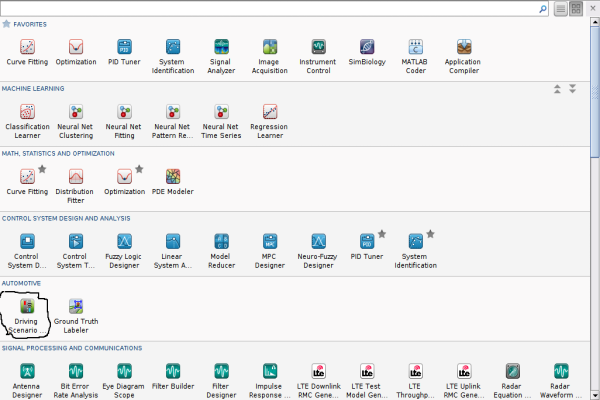 FAVORITES
Curve Fitting Optimization PID Tuner System Identification Signal Analyzer Image Acquisition Instrument Control SimBiology MATLAB Coder Application Compiler
MACHINE LEARNING
Classification Learner Neural Net Clustering Neural Net Fitting Neural Net Pattern Re... Neural Net Time Series Regression Learner
MATH, STATISTICS AND OPTIMIZATION
Curve Fitting Distribution Fitter Optimization PDE Modeler
CONTROL SYSTEM DESIGN AND ANALYSIS
Control System D... Control System T... Fuzzy Logic Designer Linear System A... Model Reducer MPC Designer Neuro-Fuzzy Designer PID Tuner System Identification
AUTOMOTIVE
Driving Scenario ... Ground Truth Labeler
SIGNAL PROCESSING AND COMMUNICATIONS
Antenna Designer Bit Error Rate Analysis Eye Diagram Scope Filter Builder Filter Designer Impulse Response ... LTE Downlink RMC Gene... LTE Test Model Gen... LTE Throughp... LTE Uplink RMC Gene... Radar Equation ... Radar Waveform ...